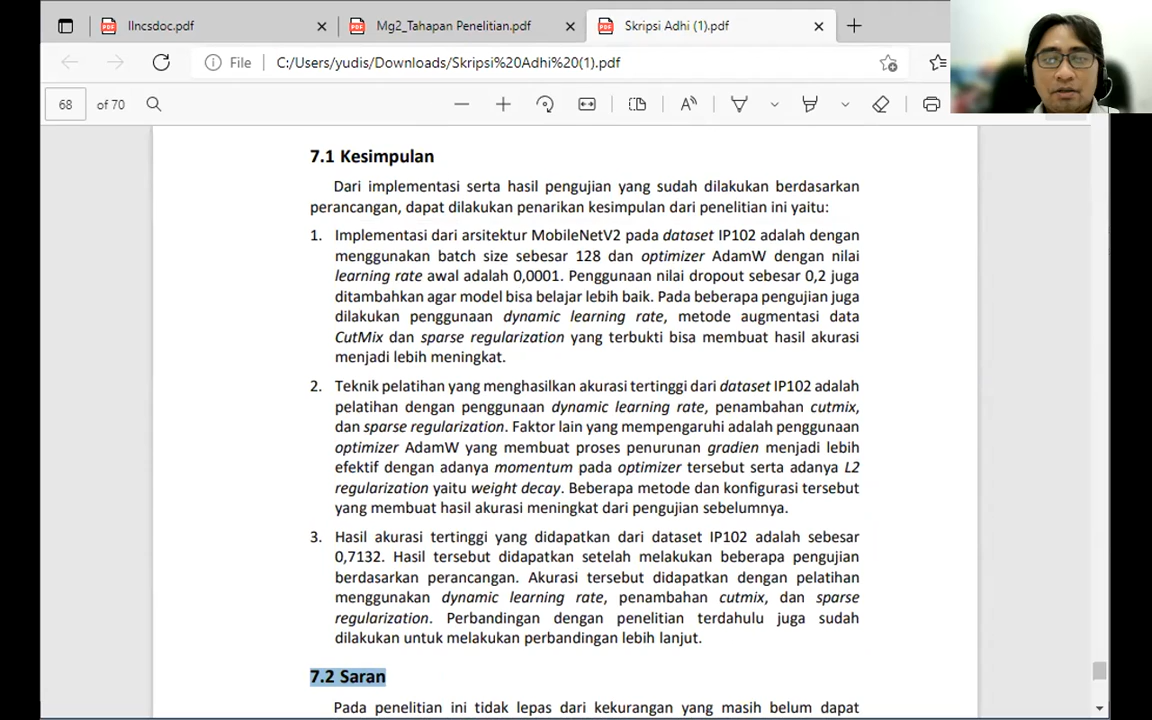 llncsdoc.pdf
Mg2_Tahapan Penelitian.pdf
Skripsi Adhi (1).pdf
File
C:/Users/yudis/Downloads/Skripsi%20Adhi%20(1).pdf
68 of 70
7.1 Kesimpulan
Dari implementasi serta hasil pengujian yang sudah dilakukan berdasarkan
perancangan, dapat dilakukan penarikan kesimpulan dari penelitian ini yaitu:
1. Implementasi dari arsitektur MobileNetV2 pada dataset IP102 adalah dengan
menggunakan batch size sebesar 128 dan optimizer AdamW dengan nilai
learning rate awal adalah 0,0001. Penggunaan nilai dropout sebesar 0,2 juga
ditambahkan agar model bisa belajar lebih baik. Pada beberapa pengujian juga
dilakukan penggunaan dynamic learning rate, metode augmentasi data
CutMix dan sparse regularization yang terbukti bisa membuat hasil akurasi
menjadi lebih meningkat.
2. Teknik pelatihan yang menghasilkan akurasi tertinggi dari dataset IP102 adalah
pelatihan dengan penggunaan dynamic learning rate, penambahan cutmix,
dan sparse regularization. Faktor lain yang mempengaruhi adalah penggunaan
optimizer AdamW yang membuat proses penurunan gradien menjadi lebih
efektif dengan adanya momentum pada optimizer tersebut serta adanya L2
regularization yaitu weight decay. Beberapa metode dan konfigurasi tersebut
yang membuat hasil akurasi meningkat dari pengujian sebelumnya.
3. Hasil akurasi tertinggi yang didapatkan dari dataset IP102 adalah sebesar
0,7132. Hasil tersebut didapatkan setelah melakukan beberapa pengujian
berdasarkan perancangan. Akurasi tersebut didapatkan dengan pelatihan
menggunakan dynamic learning rate, penambahan cutmix, dan sparse
regularization. Perbandingan dengan penelitian terdahulu juga sudah
dilakukan untuk melakukan perbandingan lebih lanjut.
7.2 Saran
Pada penelitian ini tidak lepas dari kekurangan yang masih belum dapat